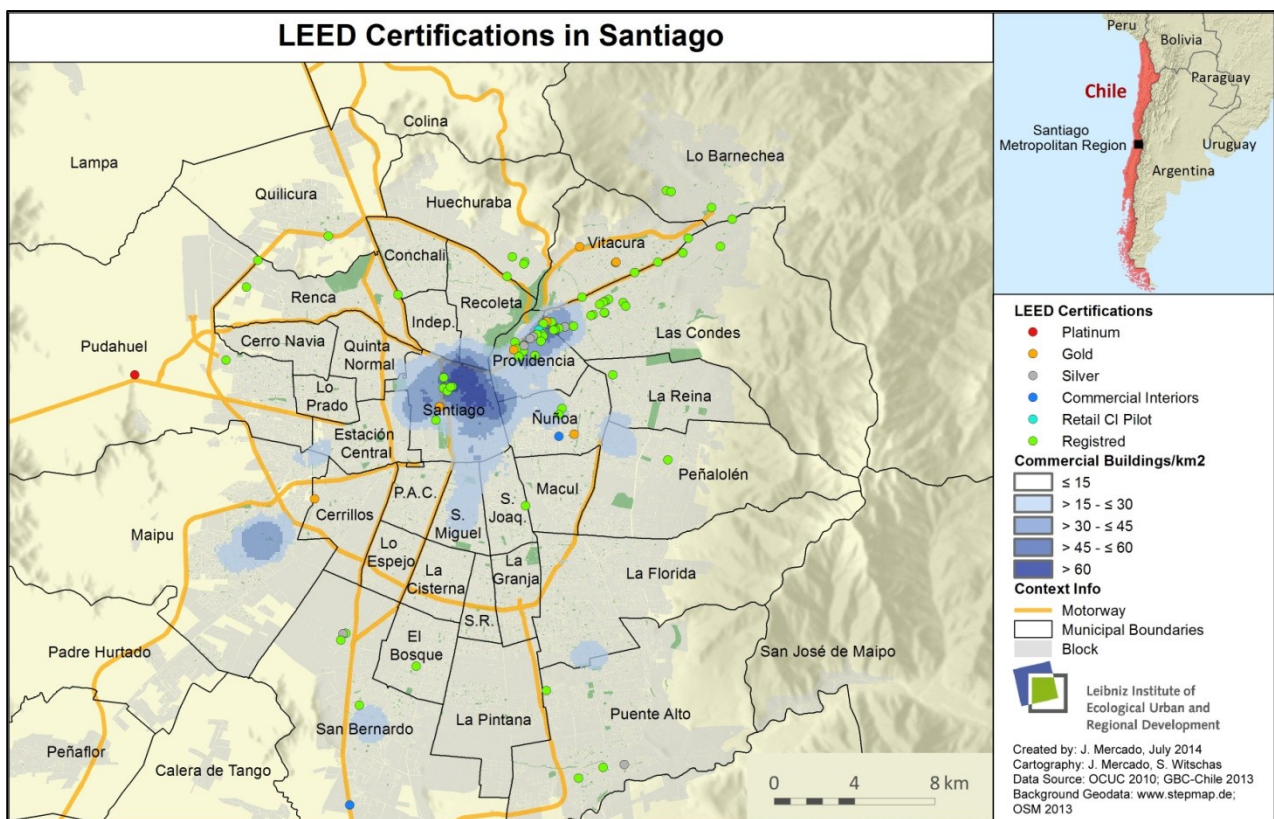 LEED Certifications in Santiago
Colina
Lampa
Lo Barnechea
Quilicura
Huechuraba
Vitacura
Conchali
Renca
Recoleta
Indep.
Las Condes
Cerro Navia
Quinta
Normal
Pudahuel
Providencia
Lo
Prado
La Reina
Santiago
Ñuñoa
Estación
Central
Peñalolén
P.A.C.
Macul
S.
Joaq.
Cerrillos
S.
Miguel
Maipu
Lo
Espejo
La
Granja
La
Cisterna
La Florida
S.R.
El
Bosque
Padre Hurtado
San José de Maipo
La Pintana
Puente Alto
San Bernardo
Peñaflor
Calera de Tango
0 4 8 km
Peru
Bolivia
Paraguay
Chile
Santiago
Metropolitan Region
Uruguay
Argentina
LEED Certifications
Platinum
Gold
Silver
Commercial Interiors
Retail CI Pilot
Registred
Commercial Buildings/km2
≤ 15
> 15 - ≤ 30
> 30 - ≤ 45
> 45 - ≤ 60
> 60
Context Info
Motorway
Municipal Boundaries
Block
Leibniz Institute of
Ecological Urban and
Regional Development
Created by: J. Mercado, July 2014
Cartography: J. Mercado, S. Witschas
Data Source: OCUC 2010; GBC-Chile 2013
Background Geodata: www.stepmap.de;
OSM 2013